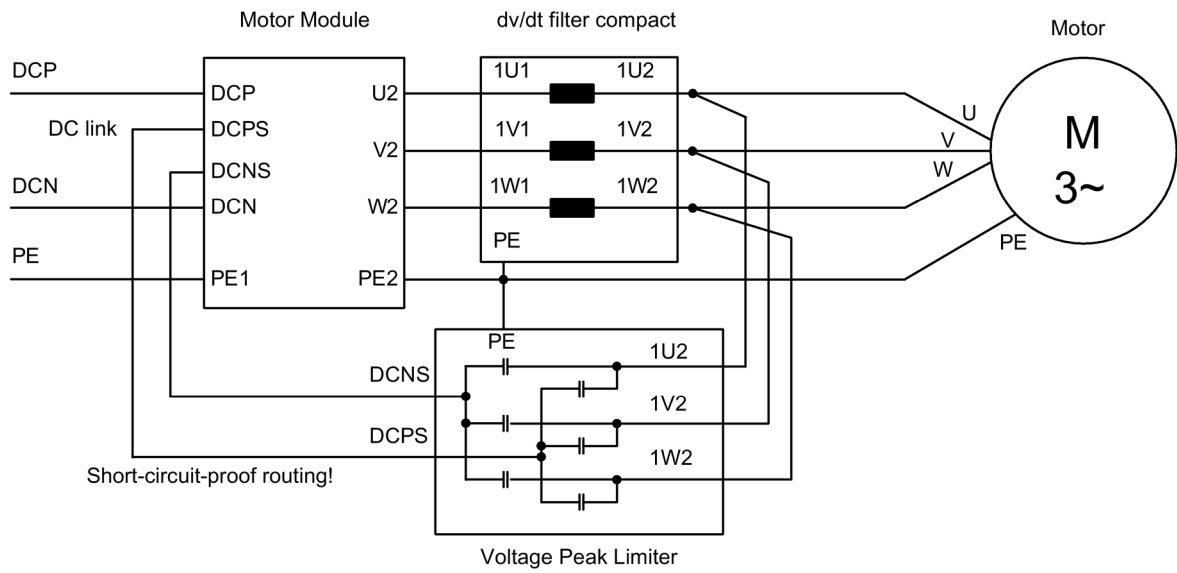 Motor Module
dv/dt filter compact
Motor
DCP
DCP
U2
1U1
1U2
U
DC link
DCPS
V2
1V1
1V2
V
DCNS
W
M
3~
DCN
DCN
W2
1W1
1W2
PE
PE
PE
PE1
PE2
PE
1U2
DCNS
1V2
DCPS
1W2
Short-circuit-proof routing!
Voltage Peak Limiter